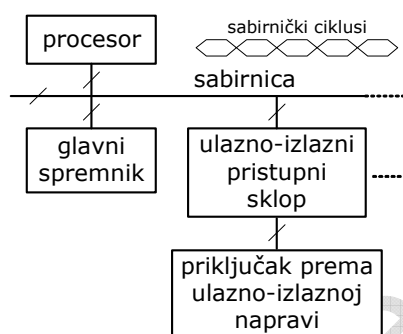 procesor
sabirnički ciklusi
sabirnica
glavni
spremnik
ulazno-izlazni
pristupni
sklop
priključak prema
ulazno-izlaznoj
napravi